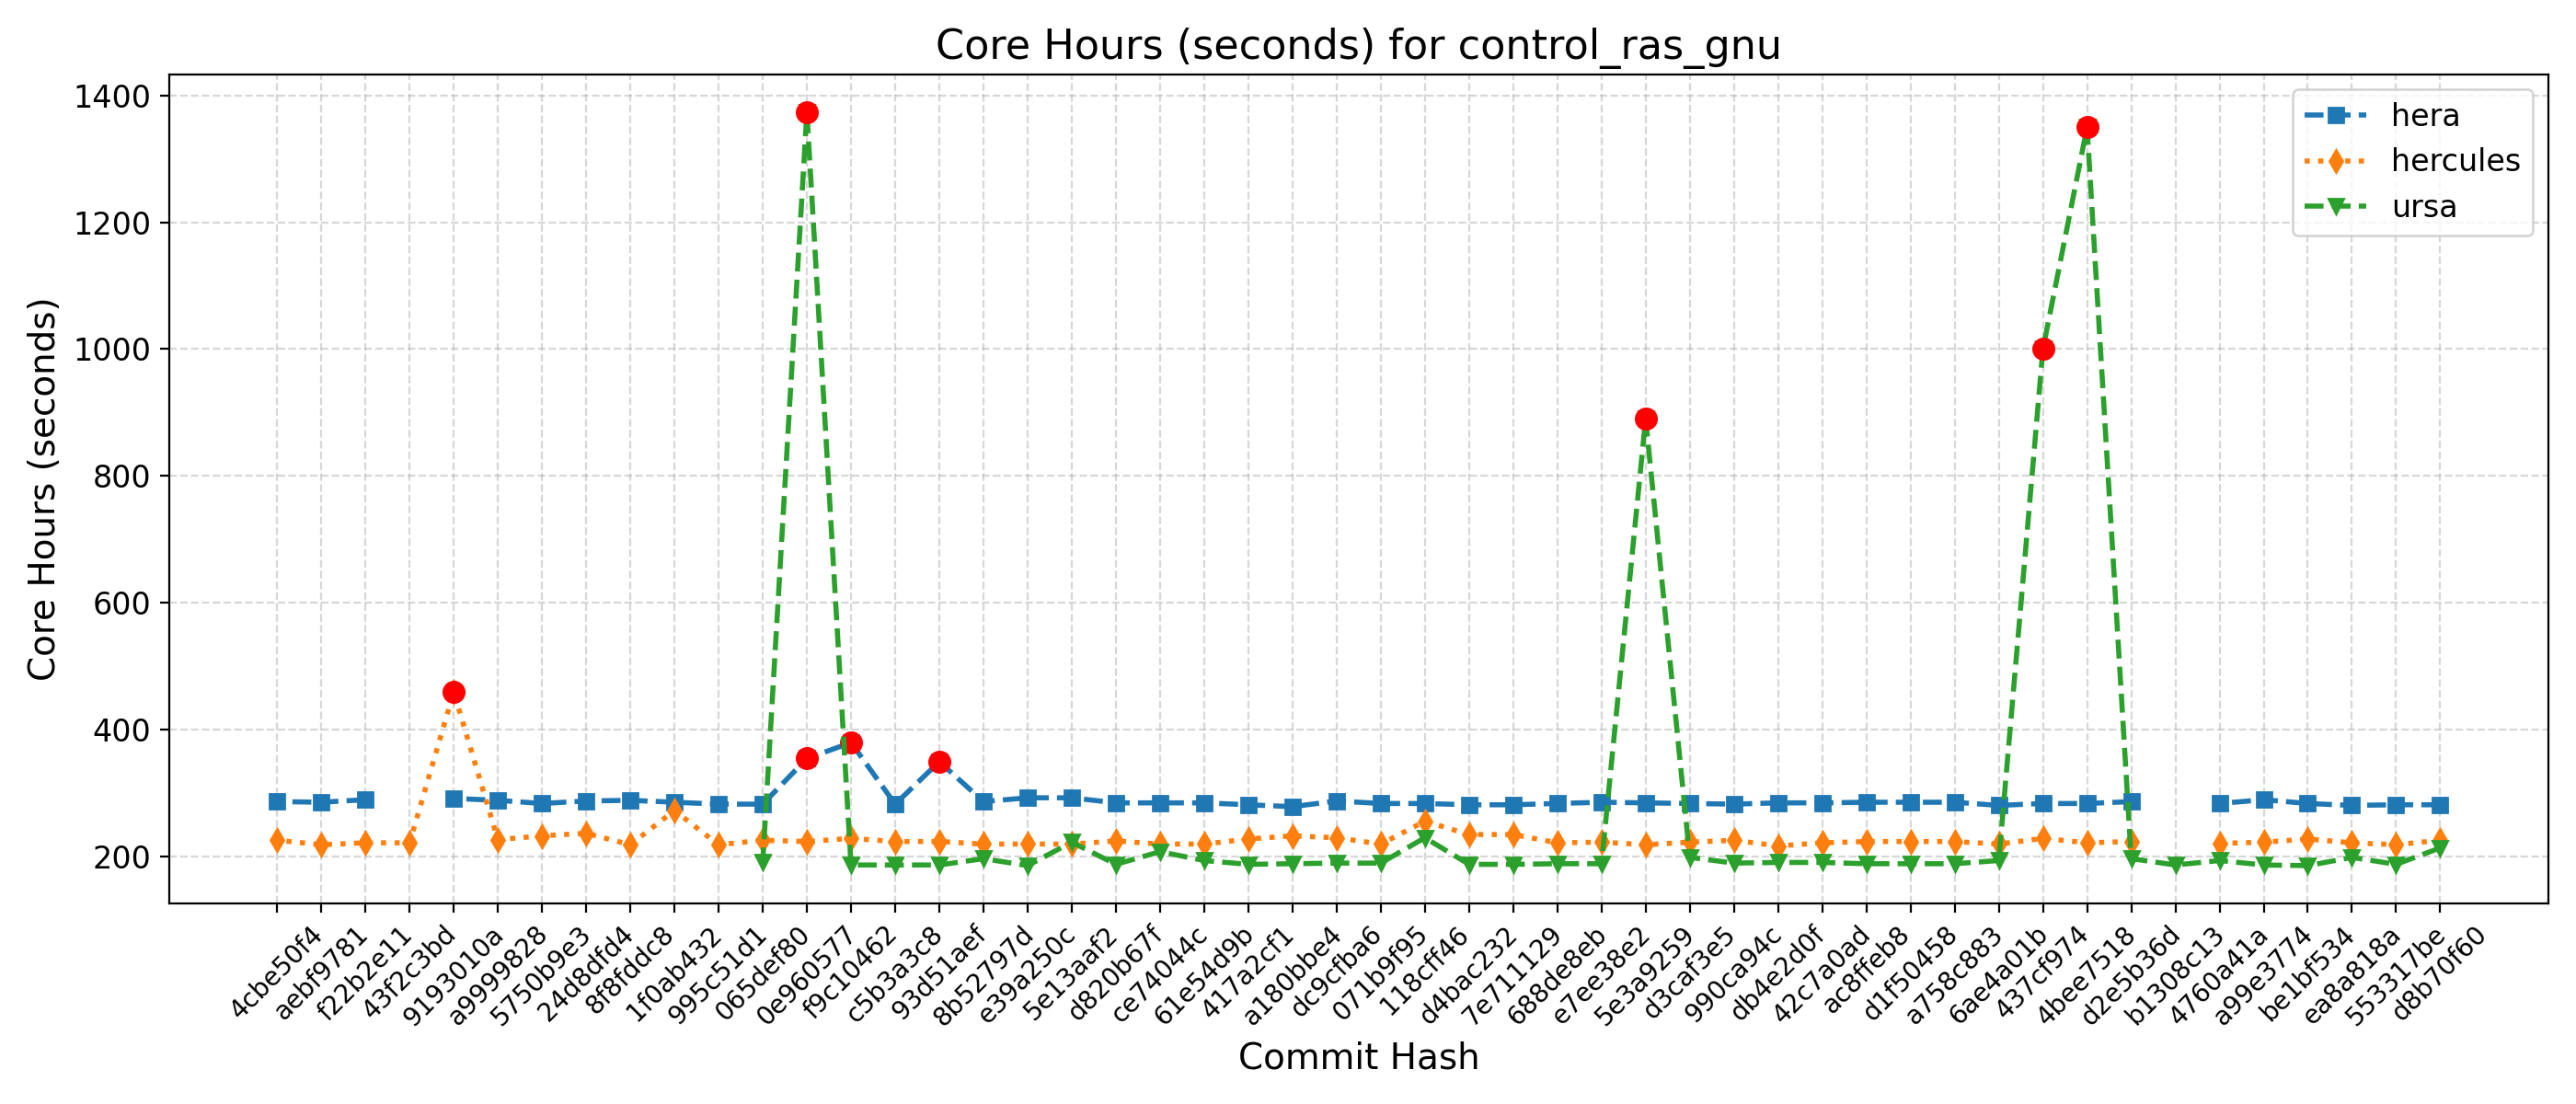 Core Hours (seconds) for control_ras_gnu
1400
1200
1000
800
600
400
200
Core Hours (seconds)
hera
hercules
ursa
4cbe50f4
aebf9781
f22b2e11
43f2c3bd
9193010a
a9999828
5750b9e3
24d8dfd4
8f8fddc8
1f0ab432
995c51d1
065def80
0e960577
f9c10462
c5b3a3c8
93d51aef
8b52797d
e39a250c
5e13aaf2
d820b67f
ce74044c
61e54d9b
417a2cf1
a180bbe4
dc9cfba6
071b9f95
118cff46
d4bac232
7e711129
688de8eb
e7ee38e2
5e3a9259
d3caf3e5
990ca94c
db4e2d0f
42c7a0ad
ac8ffeb8
d1f50458
a758c883
6ae4a01b
437cf974
4bee7518
d2e5b36d
b1308c13
4760a41a
a99e3774
be1bf534
ea8a818a
553317be
d8b70f60
Commit Hash